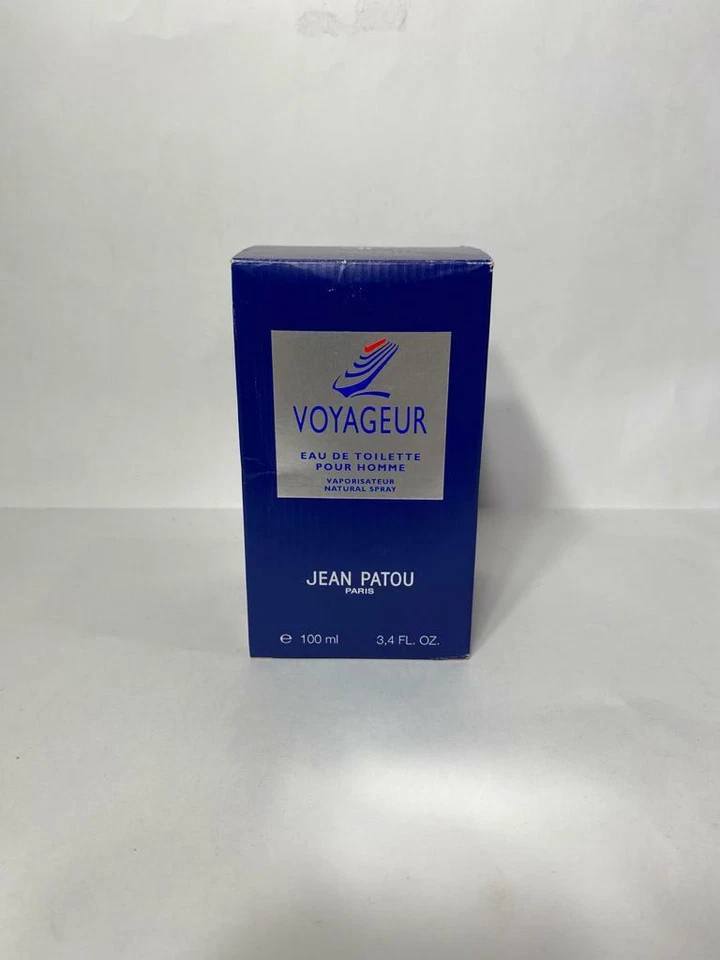 VOYAGEUR
EAU DE TOILETTE
POUR HOMME
VAPORISATEUR
NATURAL SPRAY
JEAN PATOU
PARIS
℮ 100 ml 3,4 FL. OZ.